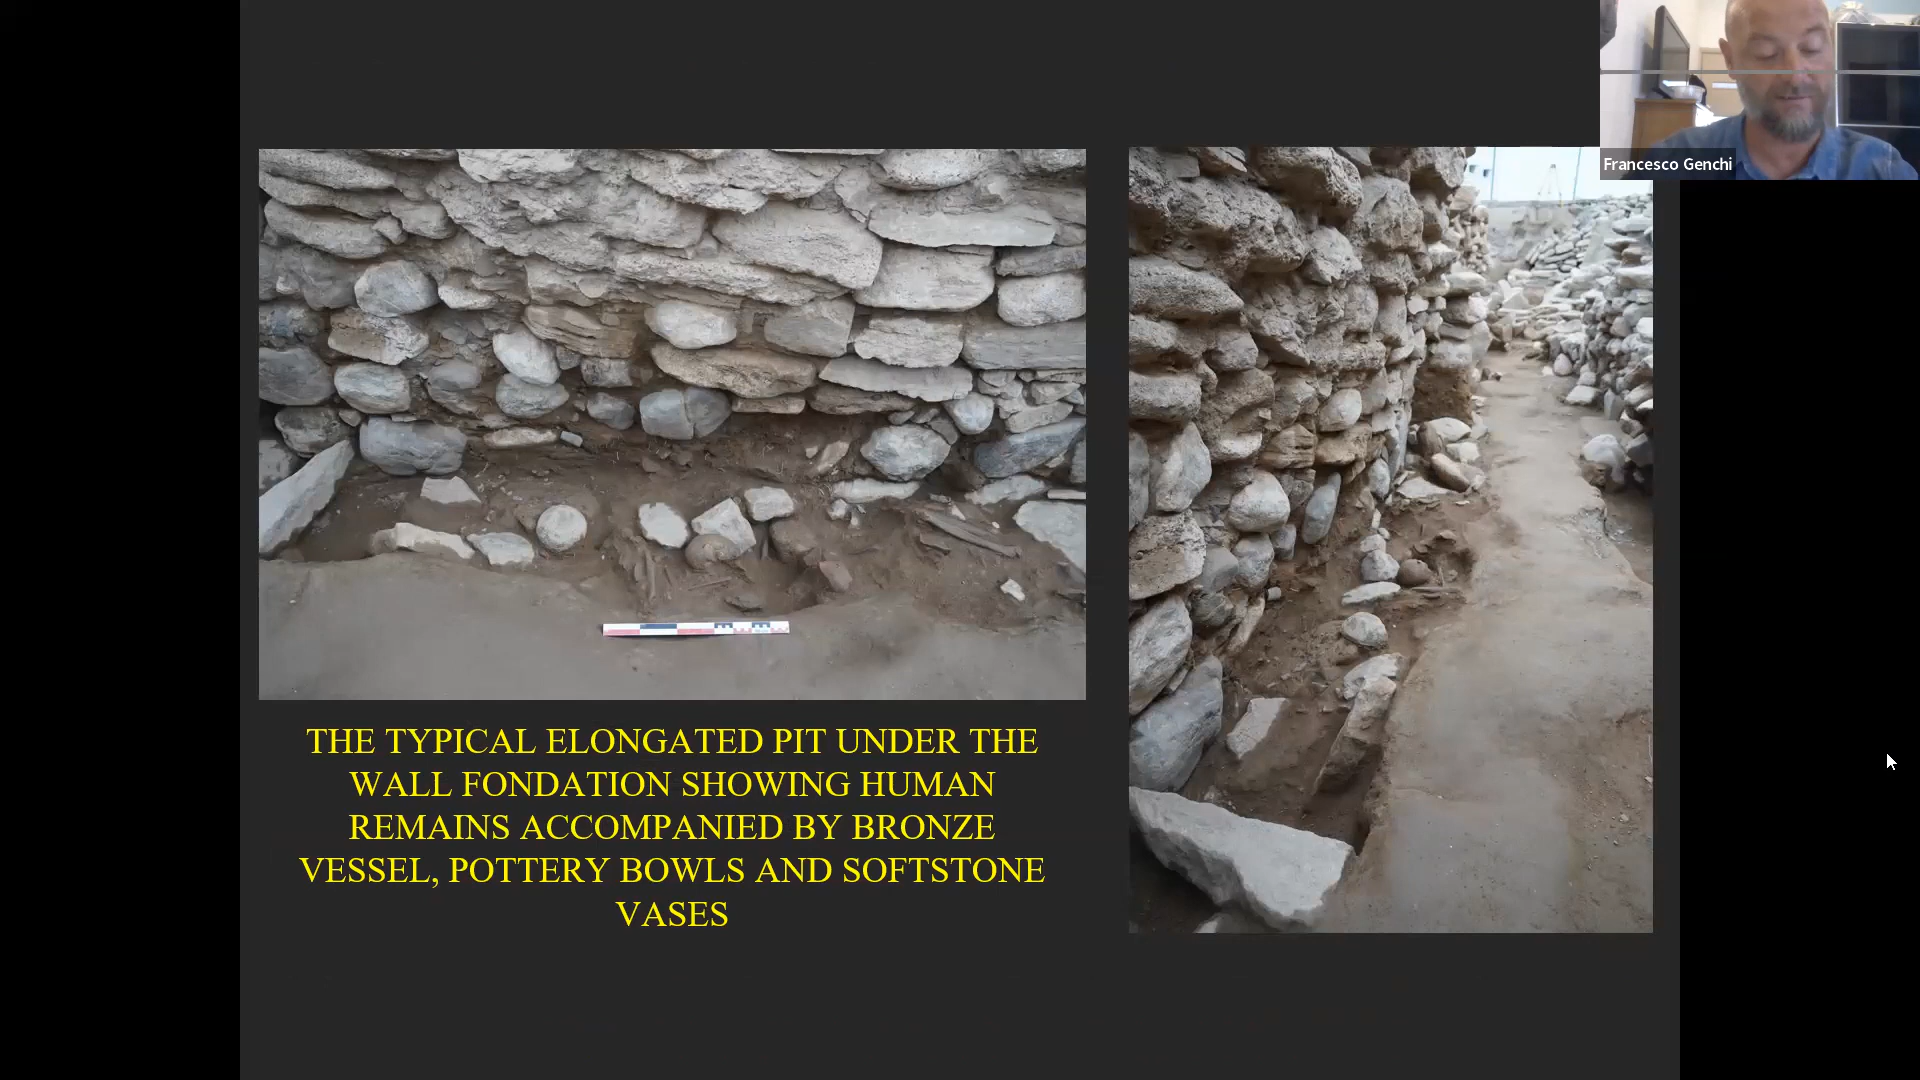 Francesco Genchi
THE TYPICAL ELONGATED PIT UNDER THE
WALL FONDATION SHOWING HUMAN
REMAINS ACCOMPANIED BY BRONZE
VESSEL, POTTERY BOWLS AND SOFTSTONE
VASES